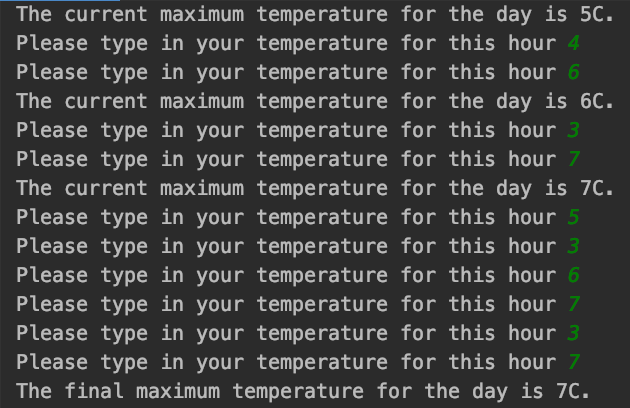 The current maximum temperature for the day is 5C.
Please type in your temperature for this hour 4
Please type in your temperature for this hour 6
The current maximum temperature for the day is 6C.
Please type in your temperature for this hour 3
Please type in your temperature for this hour 7
The current maximum temperature for the day is 7C.
Please type in your temperature for this hour 5
Please type in your temperature for this hour 3
Please type in your temperature for this hour 6
Please type in your temperature for this hour 7
Please type in your temperature for this hour 3
Please type in your temperature for this hour 7
The final maximum temperature for the day is 7C.